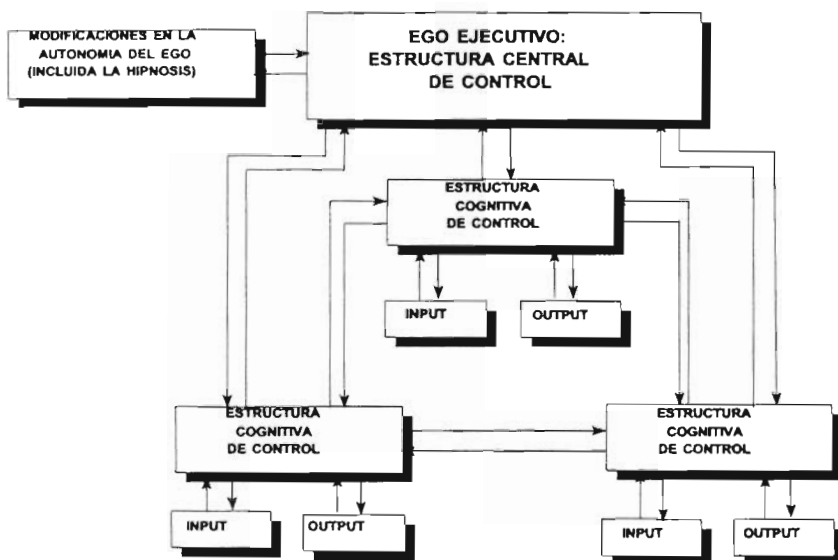 MODIFICACIONES EN LA
AUTONOMIA DEL EGO
(INCLUIDA LA HIPNOSIS)
EGO EJECUTIVO:
ESTRUCTURA CENTRAL
DE CONTROL
ESTRUCTURA
COGNITIVA
DE CONTROL
INPUT
OUTPUT
ESTRUCTURA
COGNITIVA
DE CONTROL
INPUT
OUTPUT
ESTRUCTURA
COGNITIVA
DE CONTROL
INPUT
OUTPUT